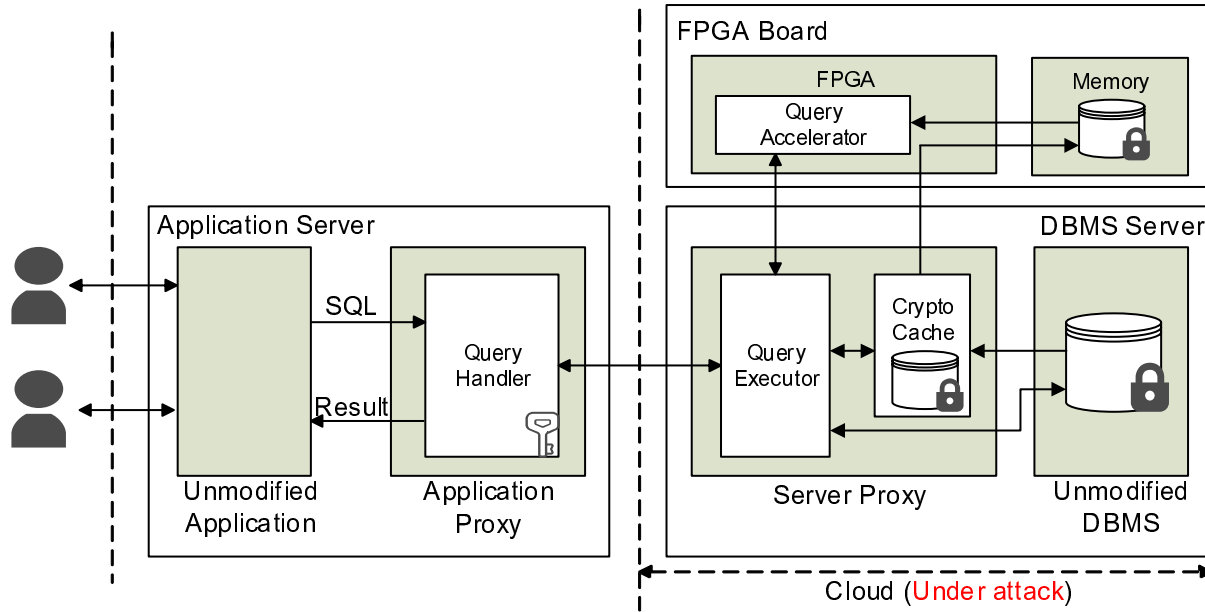 FPGA Board
FPGA
Memory
Query
Accelerator
Application Server
DBMS Server
SQL
Query
Handler
Result
Crypto
Cache
Query
Executor
Unmodified
Application
Application
Proxy
Server Proxy
Unmodified
DBMS
Cloud (Under attack)